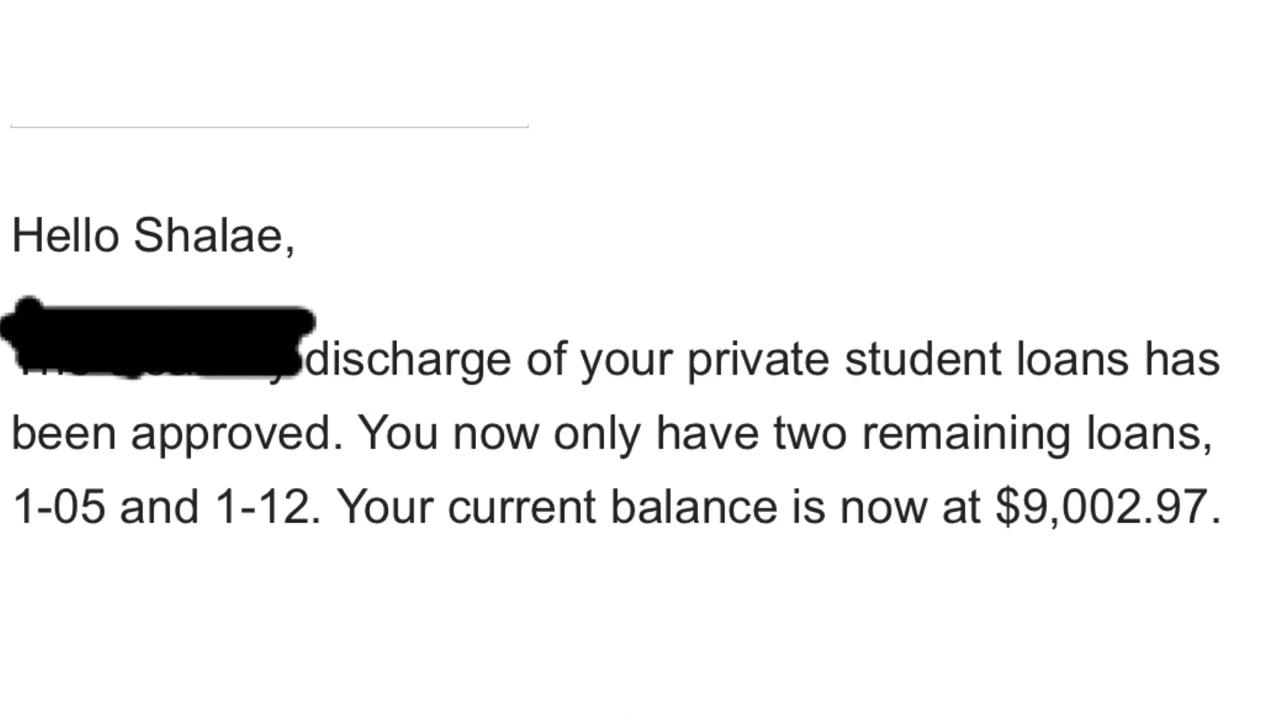 Hello Shalae,
discharge of your private student loans has
been approved. You now only have two remaining loans,
1-05 and 1-12. Your current balance is now at $9,002.97.